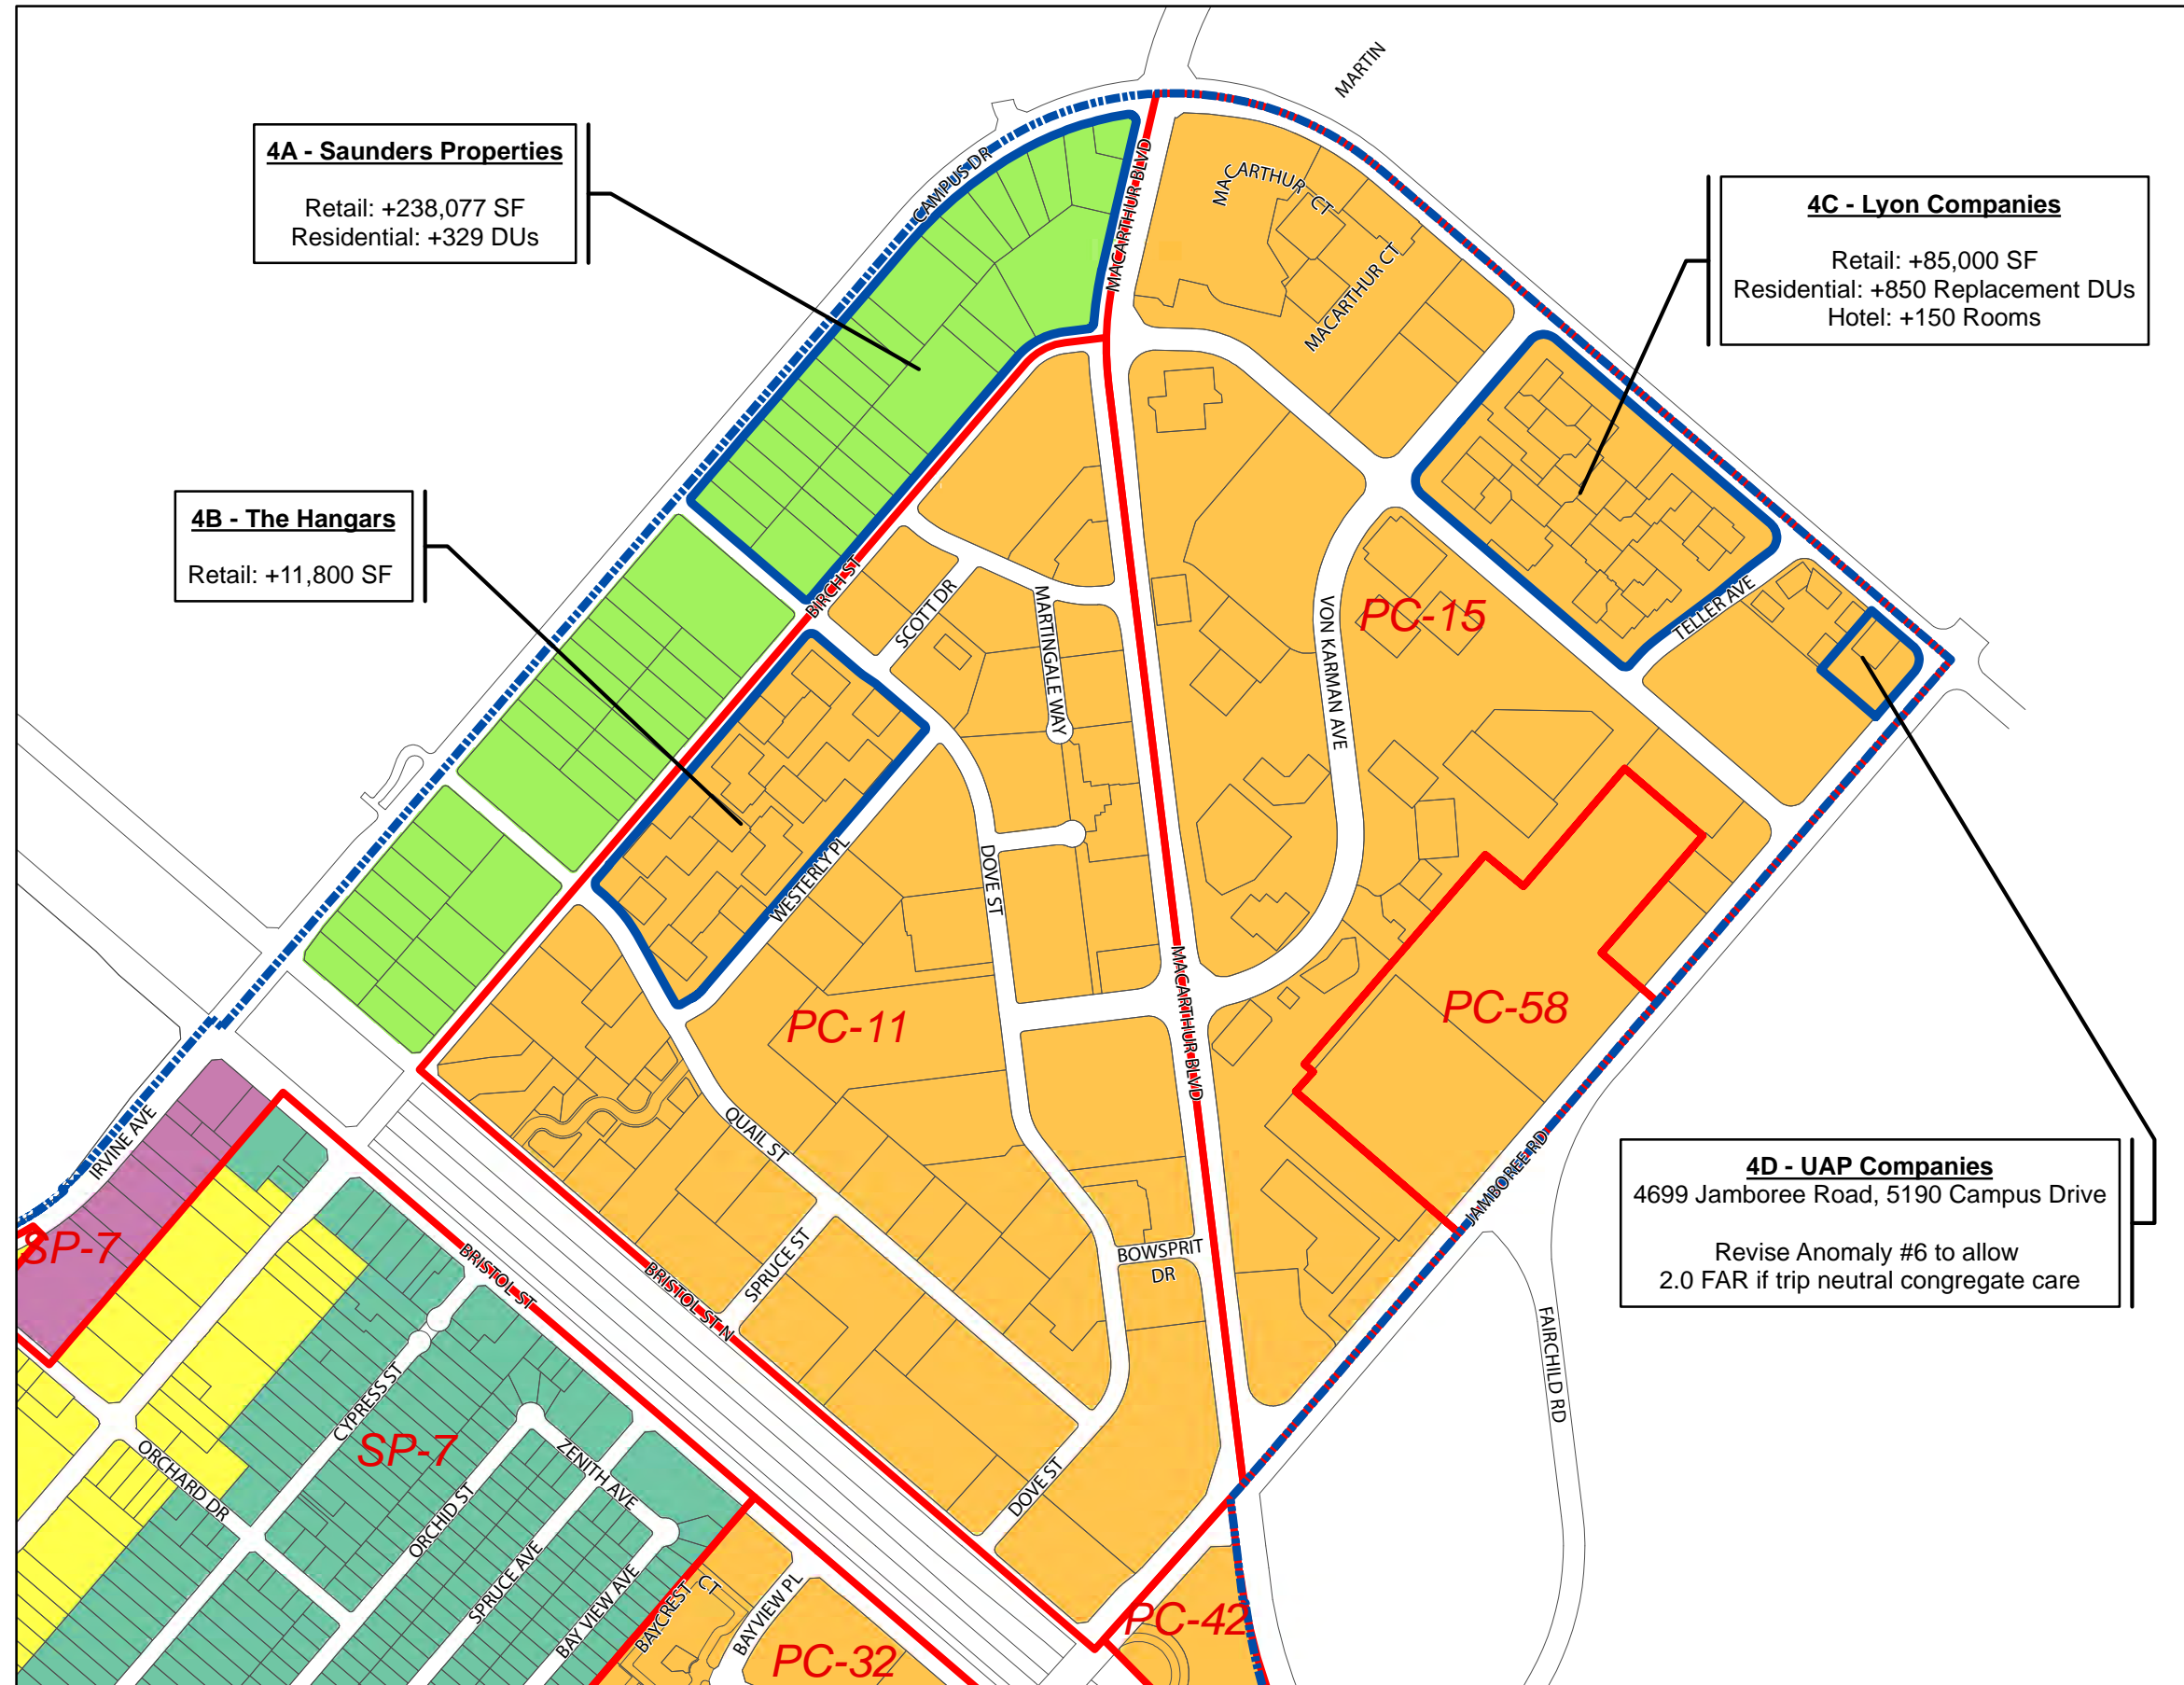 MARTIN
4A - Saunders Properties
Retail: +238,077 SF
Residential: +329 DUs
CAMPUS DR
MACARTHUR BLVD
MACARTHUR CT
MACARTHUR CT
4C - Lyon Companies
Retail: +85,000 SF
Residential: +850 Replacement DUs
Hotel: +150 Rooms
4B - The Hangars
Retail: +11,800 SF
BIRCH ST
SCOTT DR
MARTINGALE WAY
VON KARMAN AVE
PC-15
TELLER AVE
WESTERLY PL
DOVE ST
MACARTHUR BLVD
PC-11
PC-58
QUAIL ST
IRVINE AVE
JAMBOREE RD
4D - UAP Companies
4699 Jamboree Road, 5190 Campus Drive
Revise Anomaly #6 to allow
2.0 FAR if trip neutral congregate care
SP-7
BRISTOL ST
BRISTOL ST N
SPRUCE ST
BOWSPRIT
DR
FAIRCHILD RD
CYPRESS ST
SP-7
ORCHARD DR
ORCHID ST
ZENITH AVE
DOVE ST
SPRUCE AVE
BAY VIEW AVE
BAYCREST CT
BAYVIEW PL
PC-32
PC-42